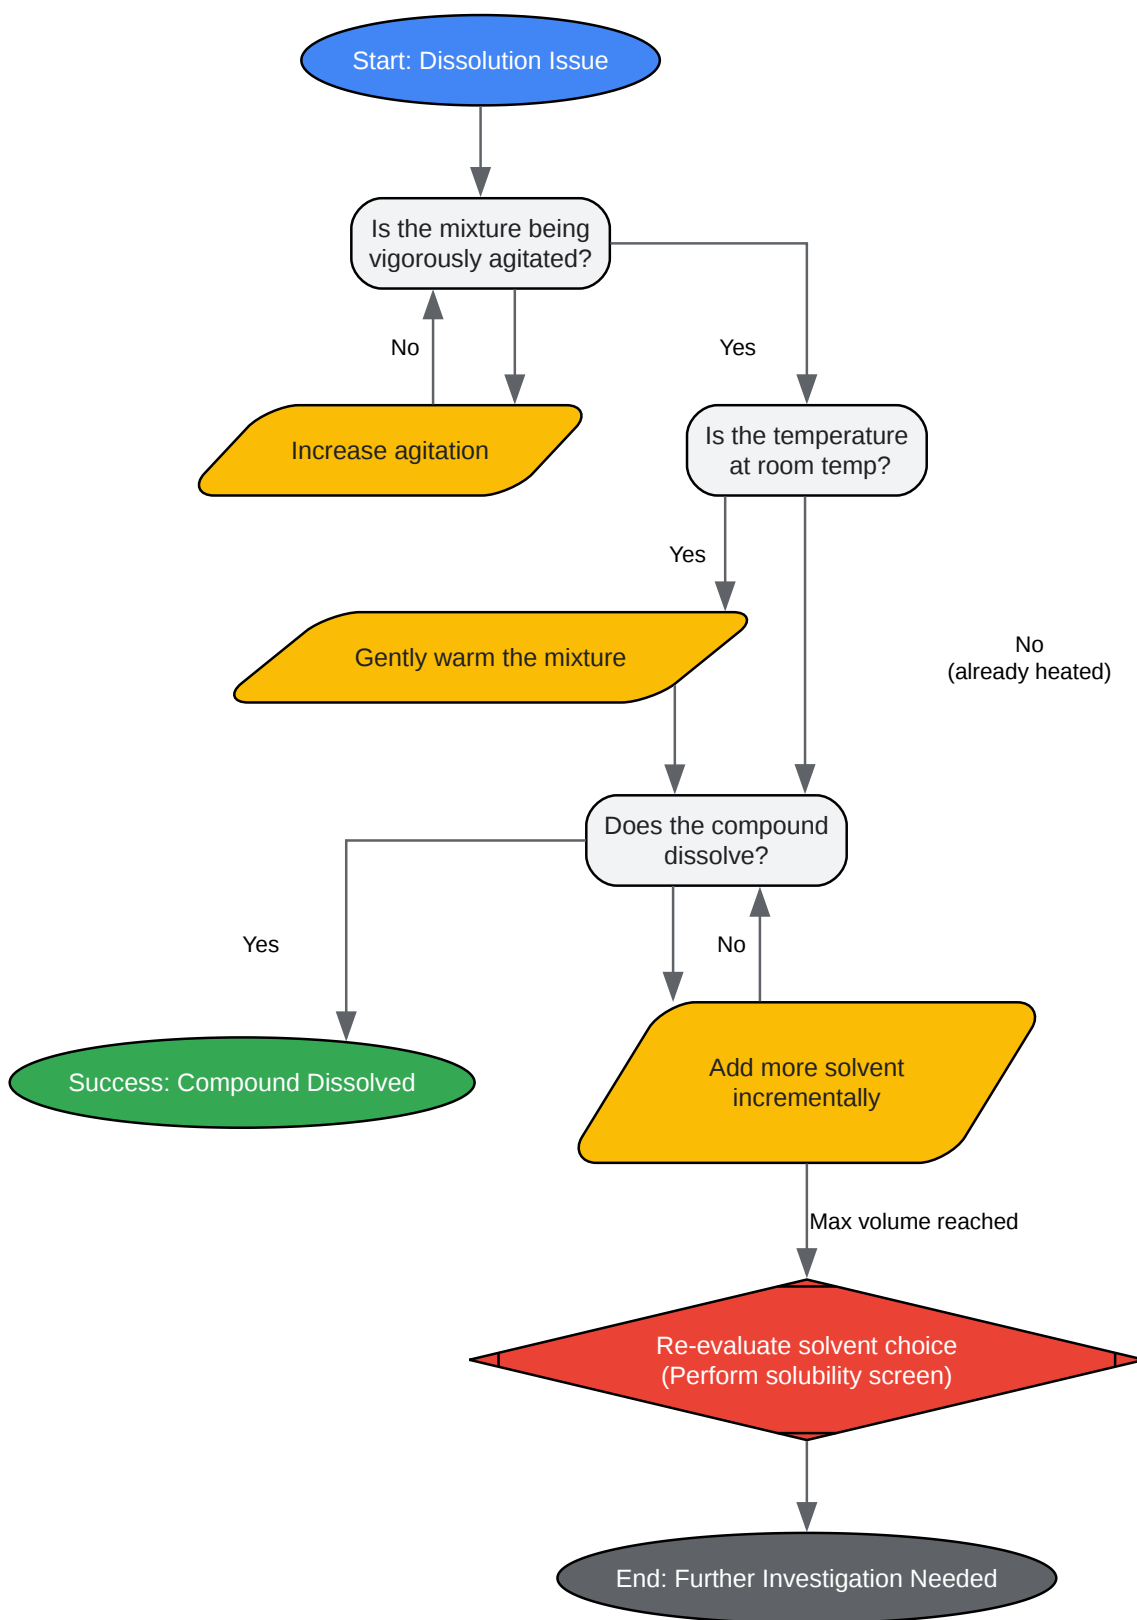 Start: Dissolution Issue
Is the mixture being
vigorously agitated?
No
Yes
Increase agitation
Is the temperature
at room temp?
Yes
Gently warm the mixture
No
(already heated)
Does the compound
dissolve?
Yes
No
Success: Compound Dissolved
Add more solvent
incrementally
Max volume reached
Re-evaluate solvent choice
(Perform solubility screen)
End: Further Investigation Needed